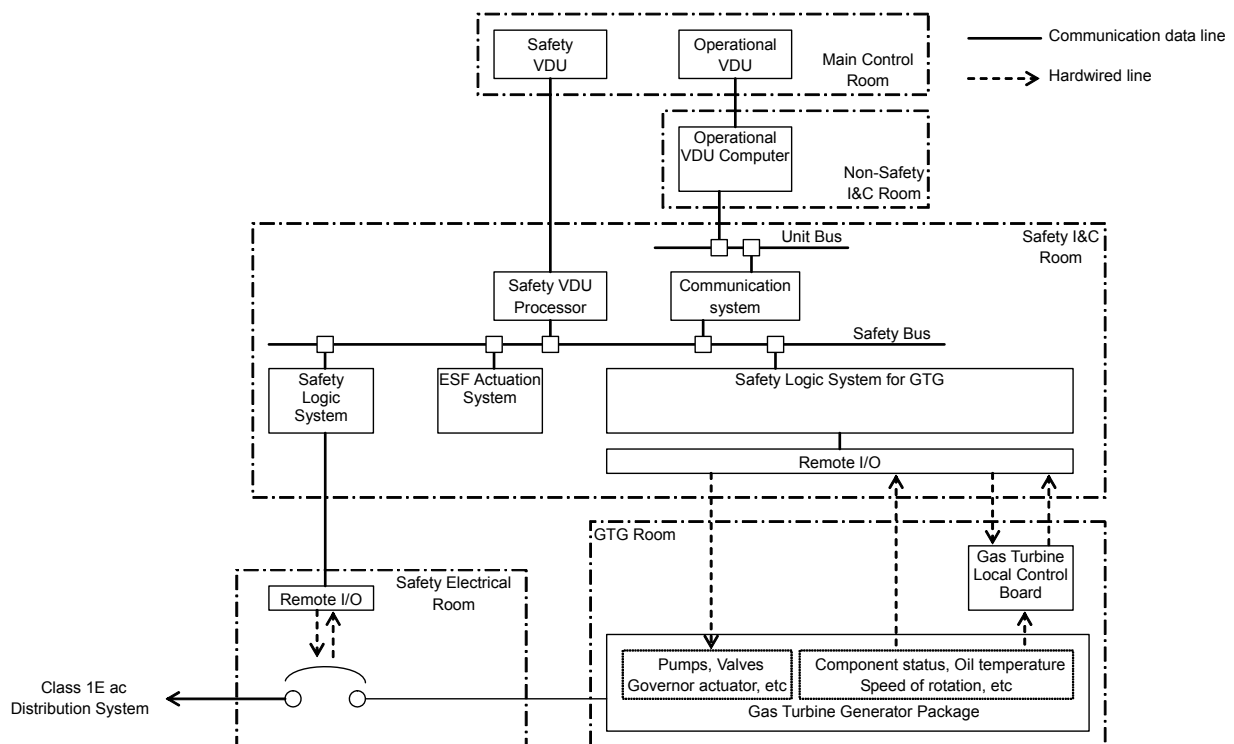 Safety
VDU
Operational
VDU
Main Control
Room
Communication data line
Hardwired line
Operational
VDU Computer
Non-Safety
I&C Room
Unit Bus
Safety I&C
Room
Safety VDU
Processor
Communication
system
Safety Bus
Safety
Logic
System
ESF Actuation
System
Safety Logic System for GTG
Remote I/O
GTG Room
Gas Turbine
Local Control
Board
Safety Electrical
Room
Remote I/O
Pumps, Valves
Governor actuator, etc
Component status, Oil temperature
Speed of rotation, etc
Gas Turbine Generator Package
Class 1E ac
Distribution System